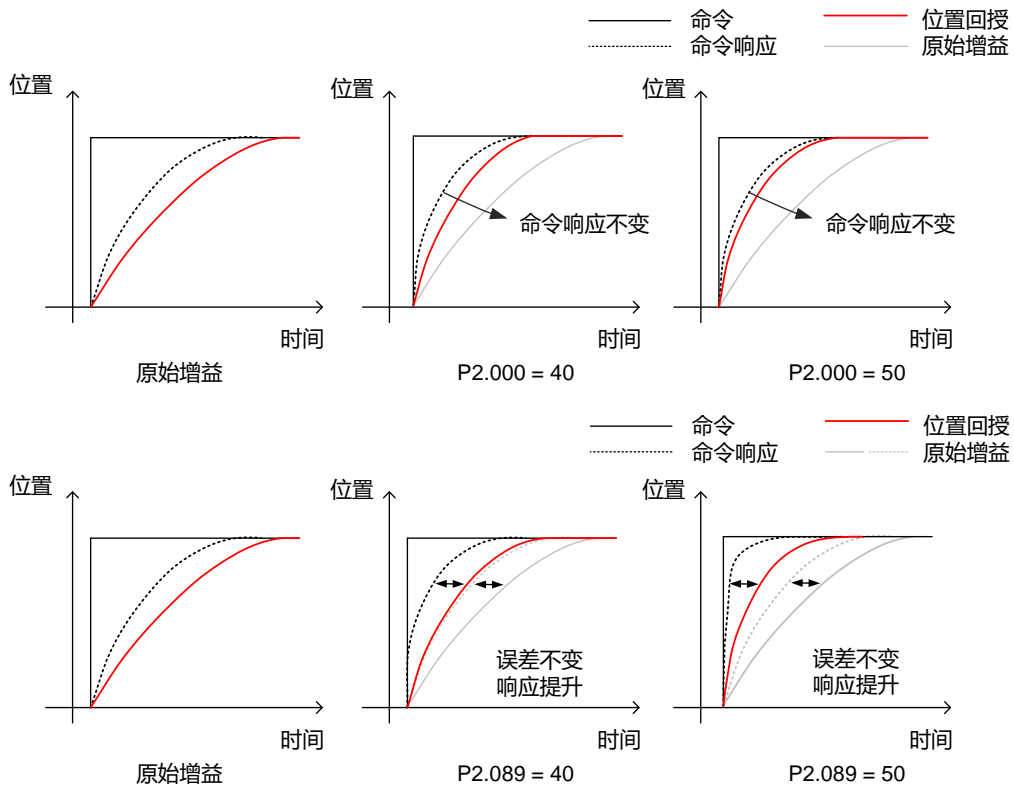 命令
位置回授
命令响应
原始增益
位置
位置
位置
命令响应不变
命令响应不变
时间
时间
时间
原始增益
P2.000 = 40
P2.000 = 50
命令
位置回授
命令响应
原始增益
位置
位置
位置
误差不变
响应提升
误差不变
响应提升
时间
时间
时间
原始增益
P2.089 = 40
P2.089 = 50